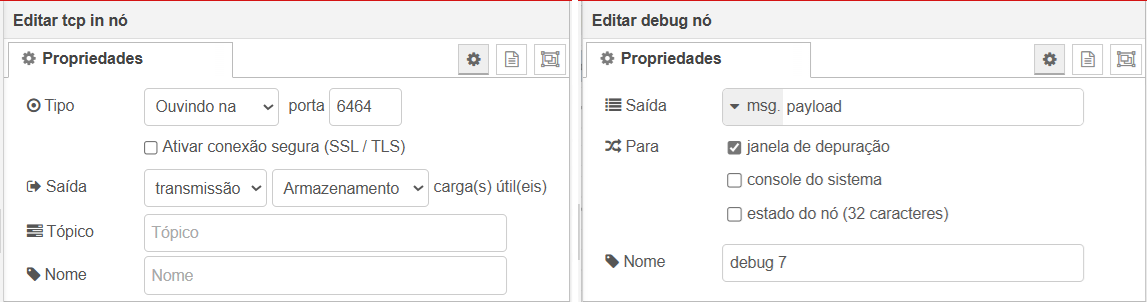 Editar tcp in nó
Propriedades
Tipo Ouvindo na porta 6464
Ativar conexão segura (SSL / TLS)
Saída transmissão Armazenamento carga(s) útil(eis)
Tópico Tópico
Nome Nome
Editar debug nó
Propriedades
Saída msg. payload
Para janela de depuração
console do sistema
estado do nó (32 caracteres)
Nome debug 7